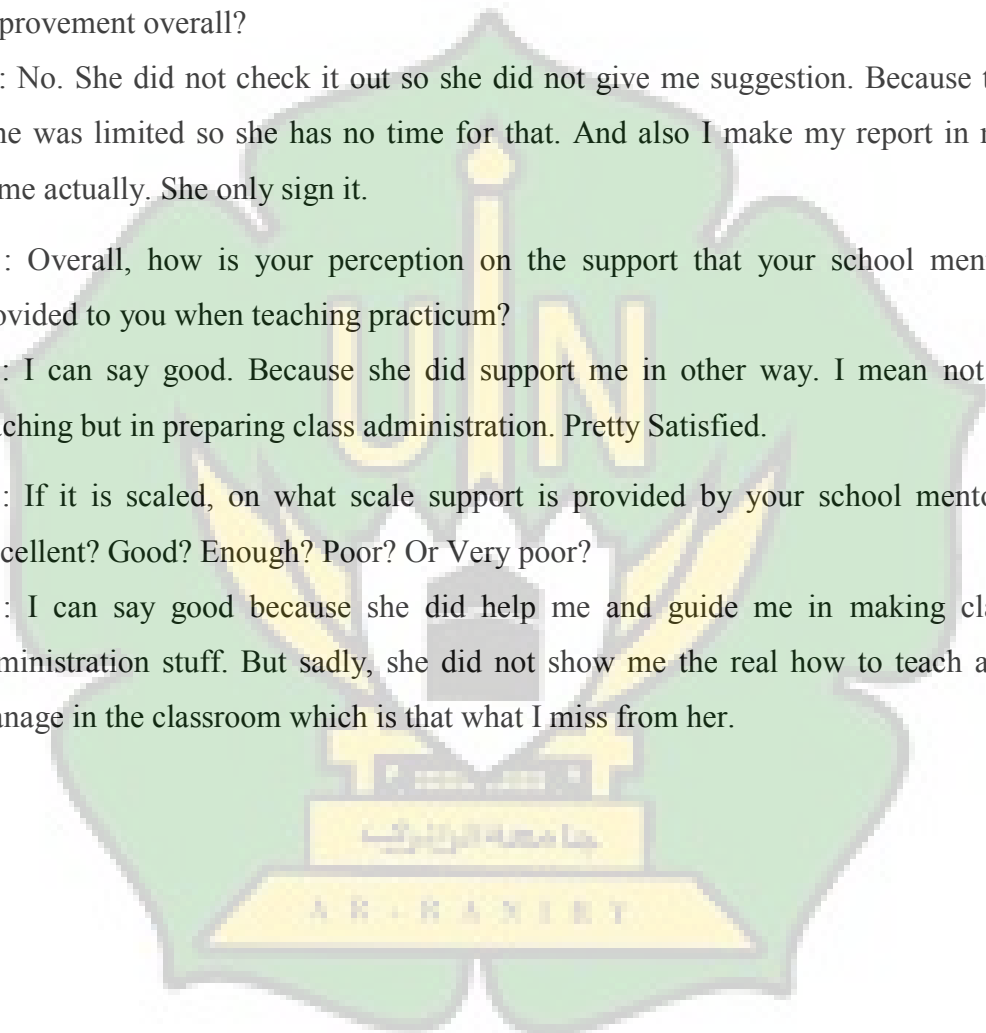 provement overall?
: No. She did not check it out so she did not give me suggestion. Because t
ne was limited so she has no time for that. And also I make my report in
me actually. She only sign it.
: Overall, how is your perception on the support that your school men
ovided to you when teaching practicum?
: I can say good. Because she did support me in other way. I mean not
aching but in preparing class administration. Pretty Satisfied.
: If it is scaled, on what scale support is provided by your school mento
cellent? Good? Enough? Poor? Or Very poor?
: I can say good because she did help me and guide me in making cla
ministration stuff. But sadly, she did not show me the real how to teach a
anage in the classroom which is that what I miss from her.
UIN
جامعة الرانيري
AR-RANIRY